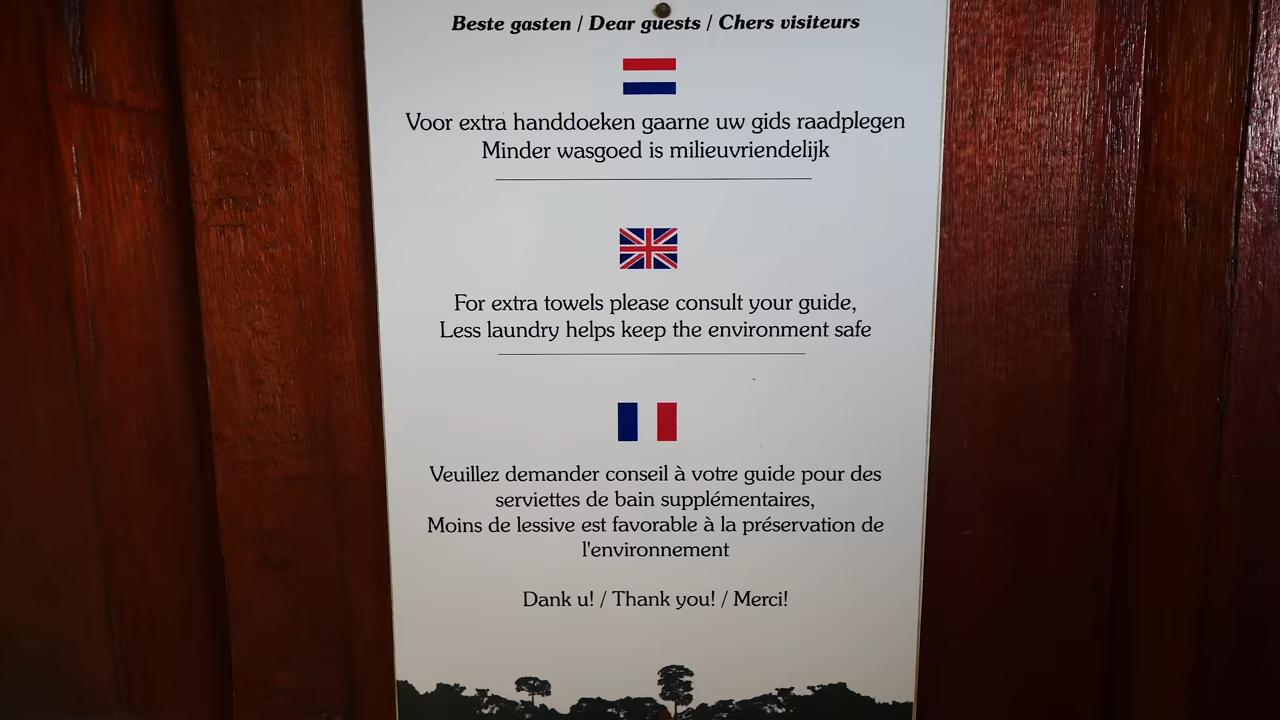 Beste gasten / Dear guests / Chers visiteurs
Voor extra handdoeken gaarne uw gids raadplegen
Minder wasgoed is milieuvriendelijk
For extra towels please consult your guide,
Less laundry helps keep the environment safe
Veuillez demander conseil à votre guide pour des
serviettes de bain supplémentaires,
Moins de lessive est favorable à la préservation de
l'environnement
Dank u! / Thank you! / Merci!